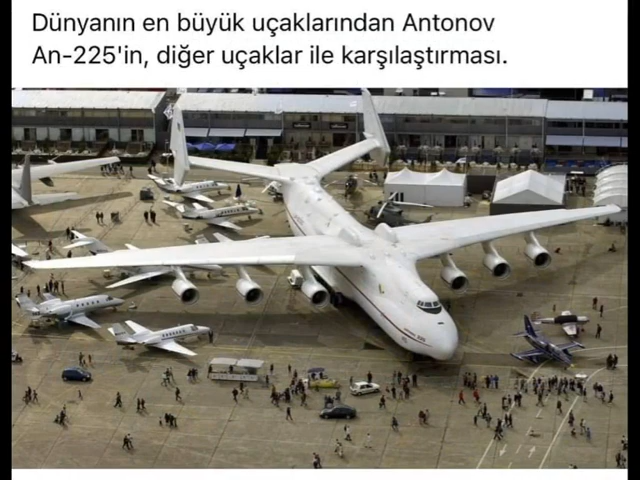 Dünyanın en büyük uçaklarından Antonov
An-225'in, diğer uçaklar ile karşılaştırması.